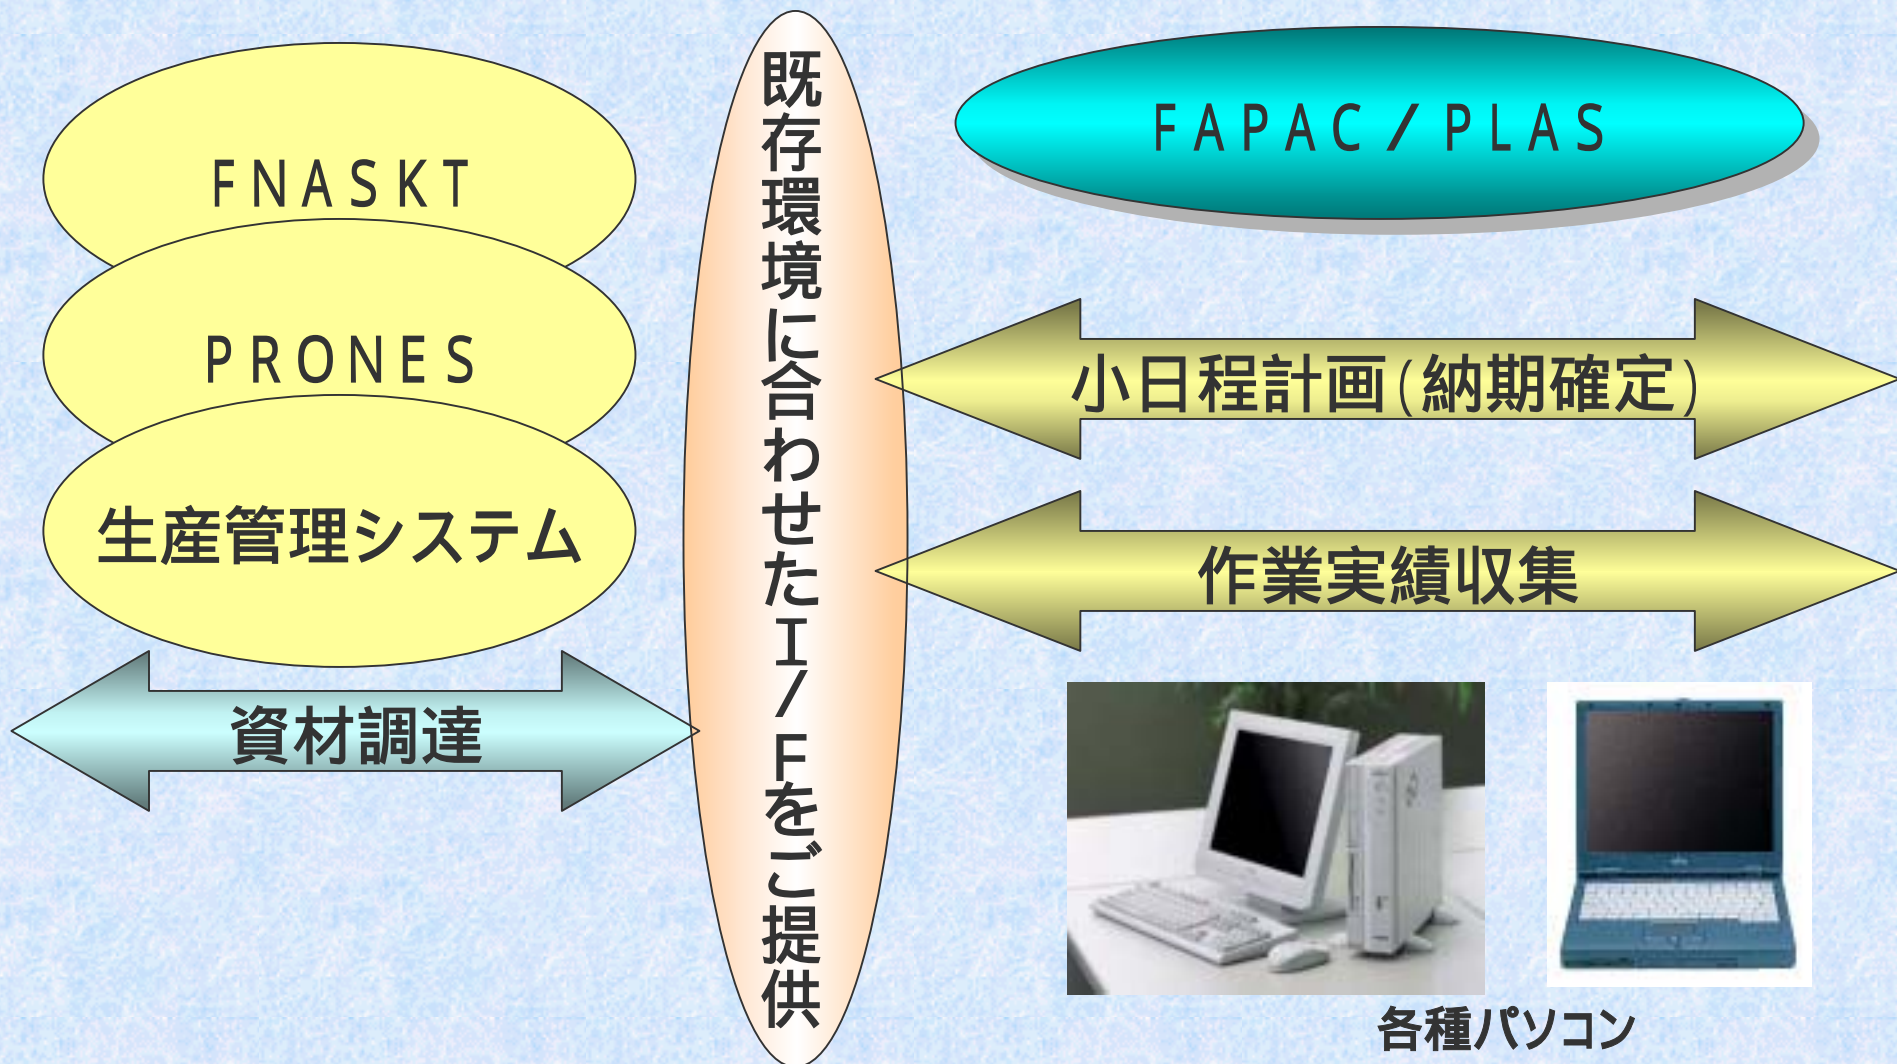 ＦＮＡＳＫＴ
ＰＲＯＮＥＳ
生産管理システム
資材調達
既存環境に合わせたＩ/Ｆをご提供
ＦＡＰＡＣ／ＰＬＡＳ
小日程計画(納期確定)
作業実績収集
各種パソコン